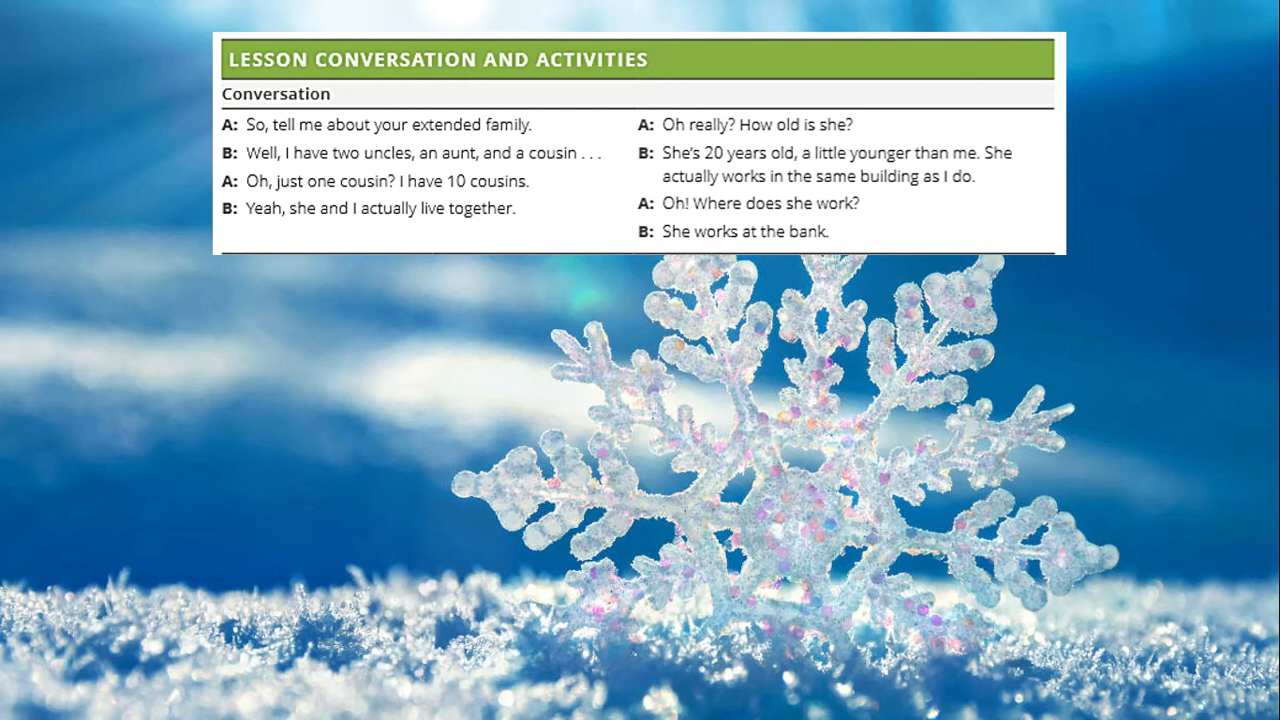 LESSON CONVERSATION AND ACTIVITIES
Conversation
A: So, tell me about your extended family.
B: Well, I have two uncles, an aunt, and a cousin . . .
A: Oh, just one cousin? I have 10 cousins.
B: Yeah, she and I actually live together.
A: Oh really? How old is she?
B: She’s 20 years old, a little younger than me. She
actually works in the same building as I do.
A: Oh! Where does she work?
B: She works at the bank.